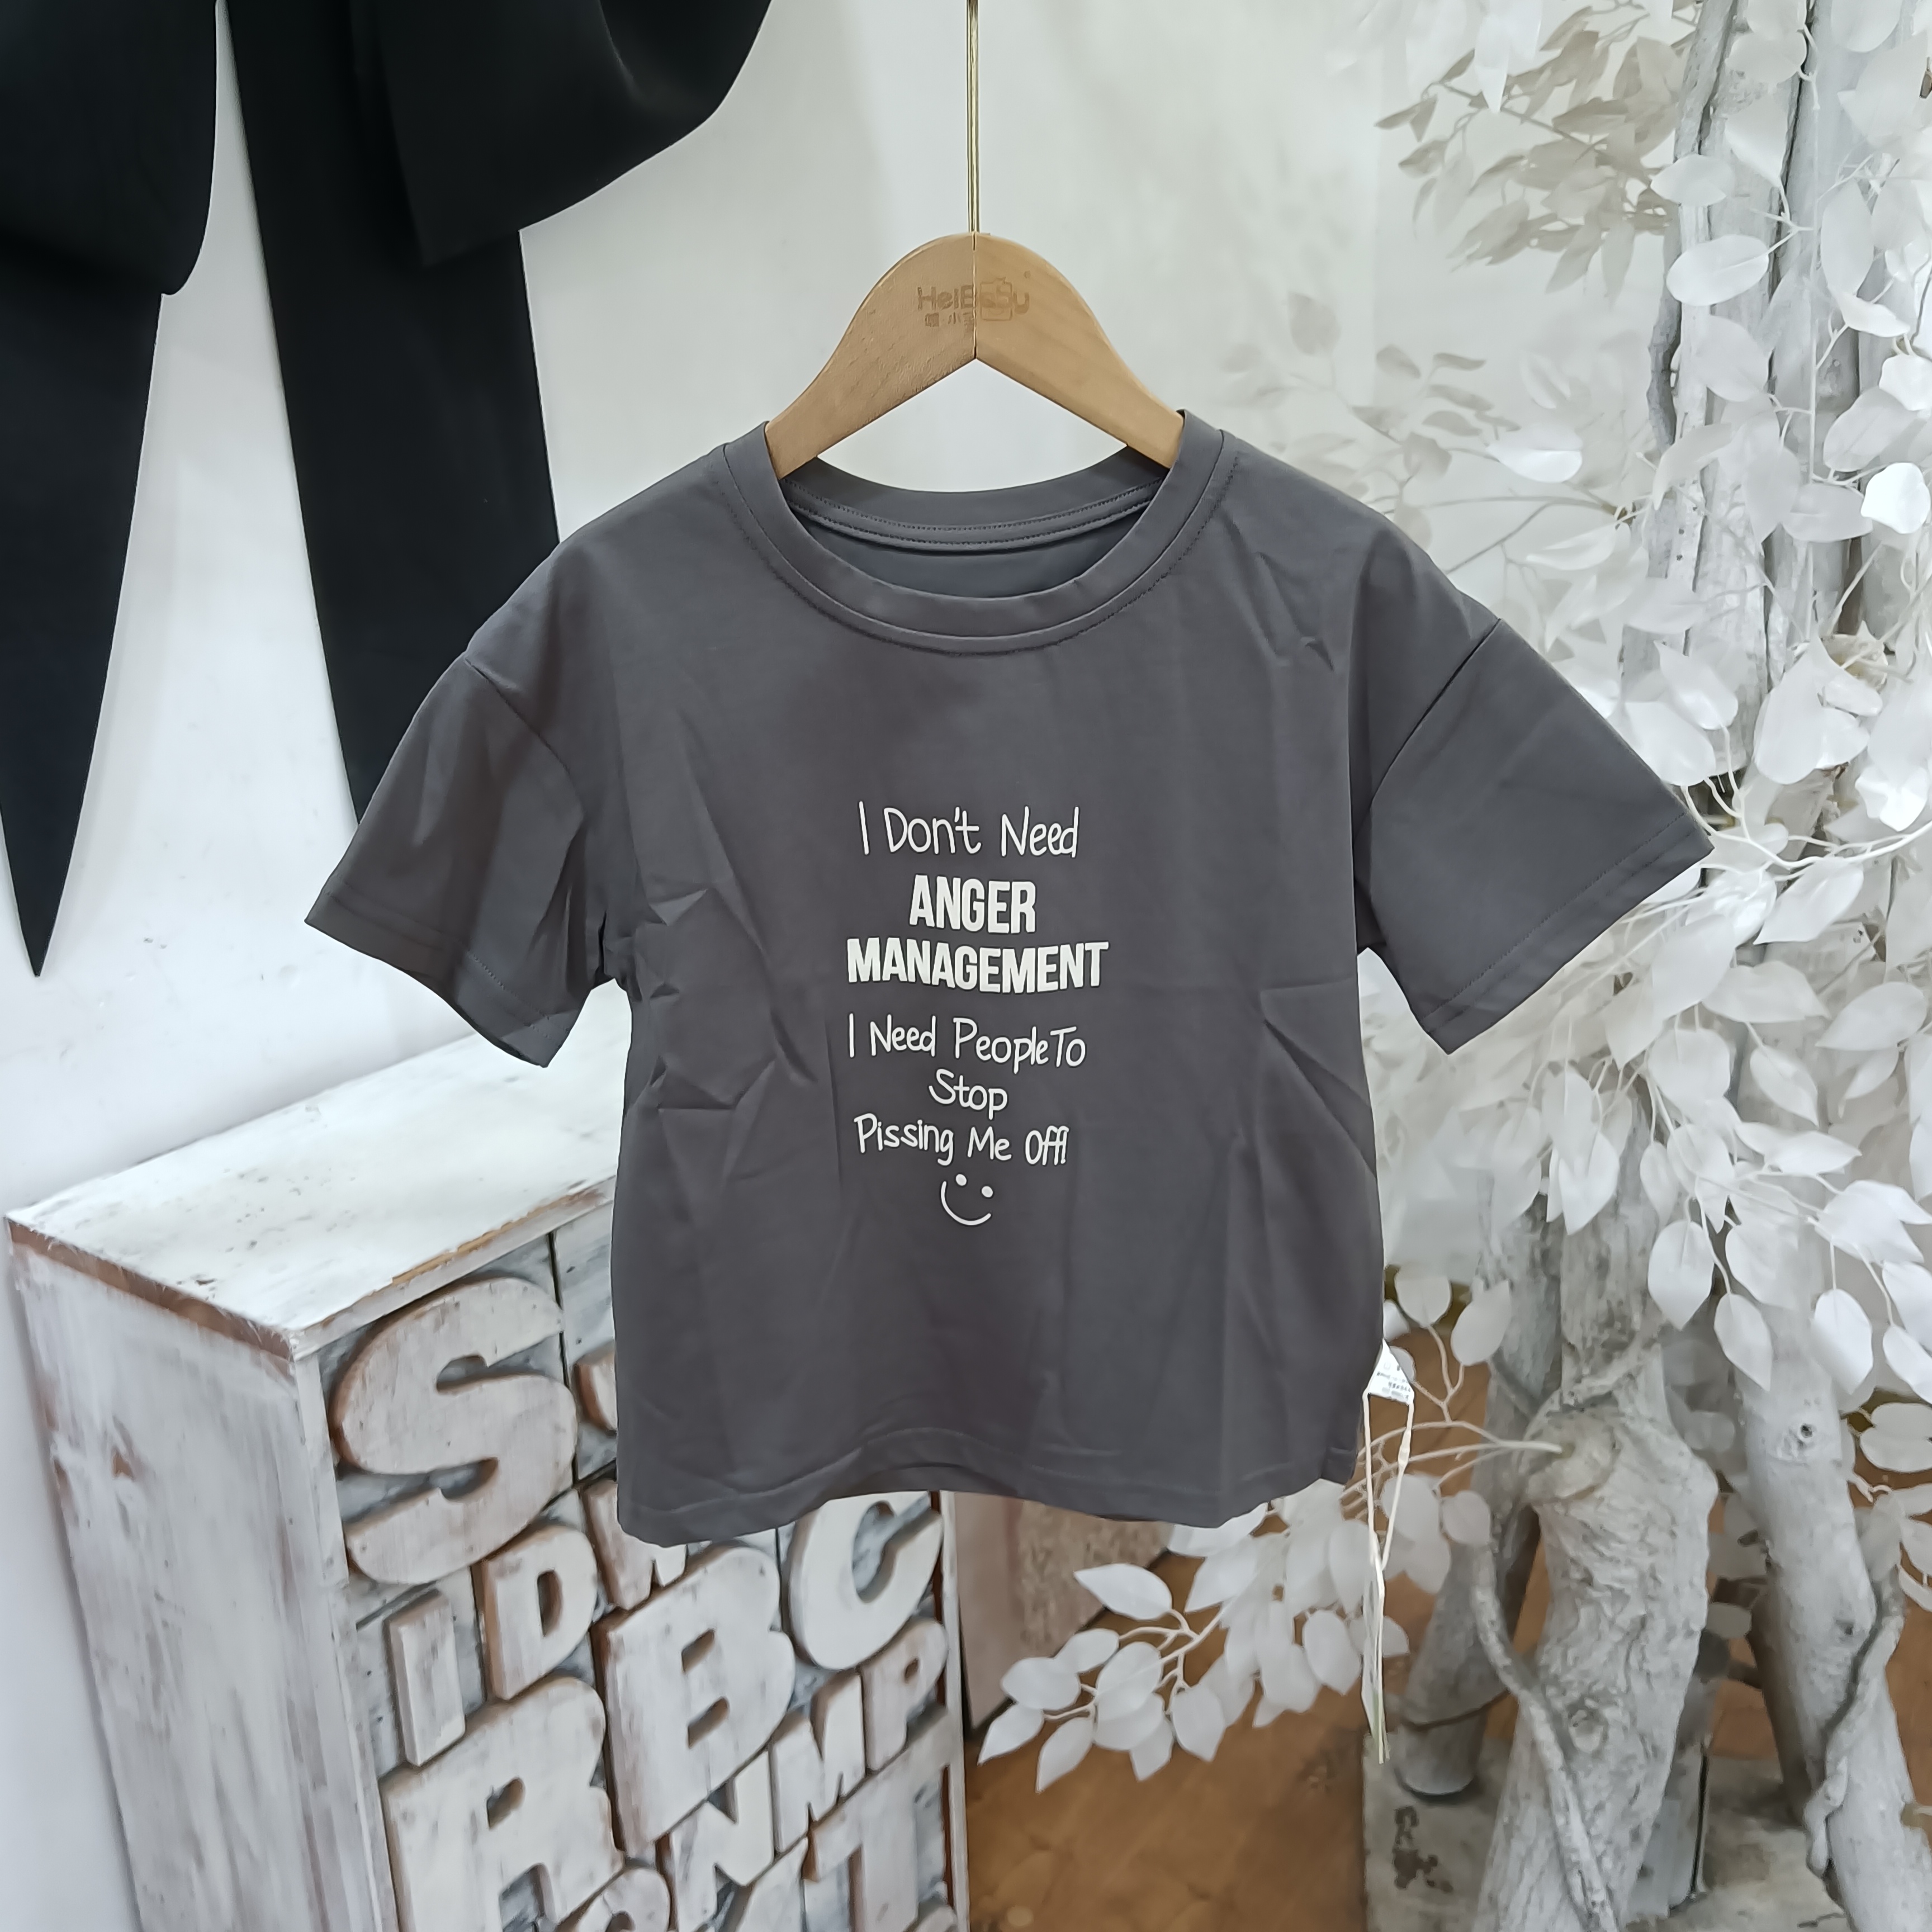 I Don't Need
ANGER
MANAGEMENT
I Need People To
Stop
Pissing Me Off!
S
C
I D
B
R
W M P